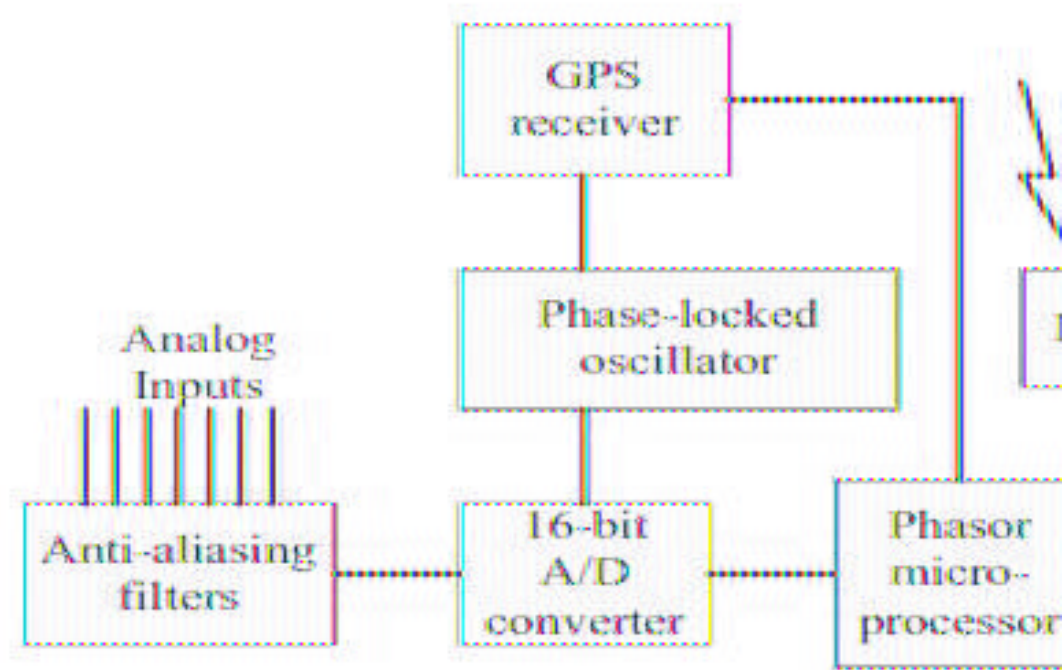 GPS
receiver
Phase-locked
oscillator
Analog
Inputs
Anti-aliasing
filters
16-bit
A/D
converter
Phasor
micro-
processor